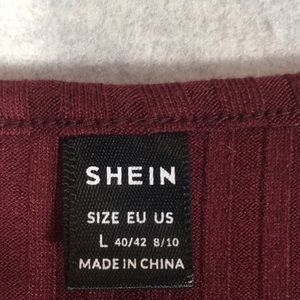 SHEIN
SIZE EU US
L 40/42 8/10
MADE IN CHINA